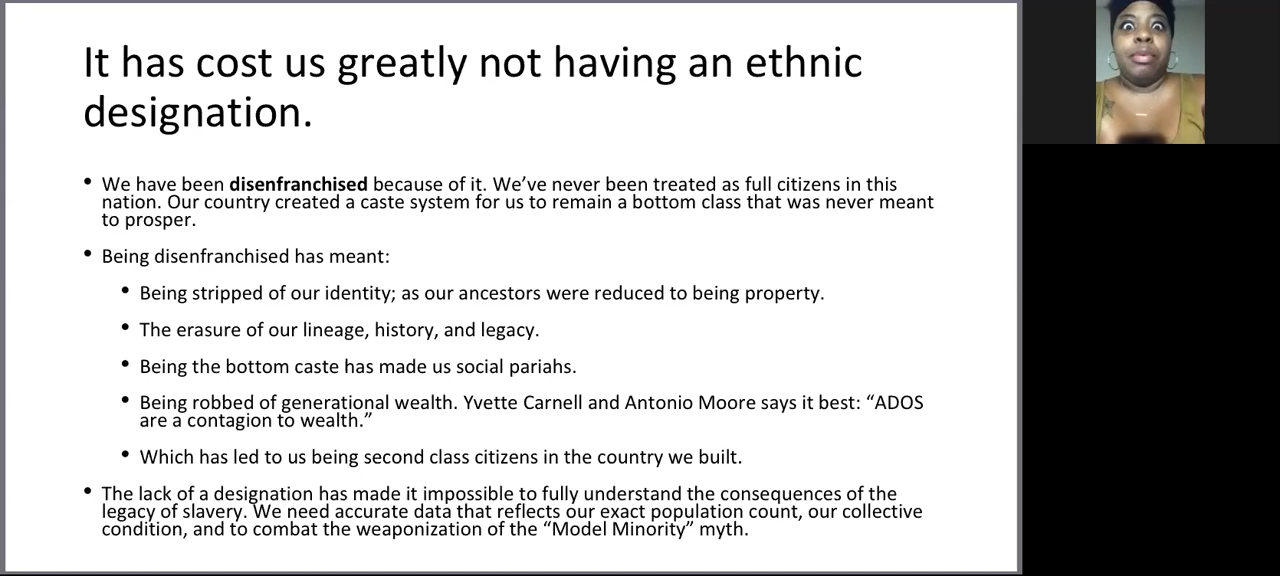 It has cost us greatly not having an ethnic
designation.
• We have been disenfranchised because of it. We’ve never been treated as full citizens in this
nation. Our country created a caste system for us to remain a bottom class that was never meant
to prosper.
• Being disenfranchised has meant:
• Being stripped of our identity; as our ancestors were reduced to being property.
• The erasure of our lineage, history, and legacy.
• Being the bottom caste has made us social pariahs.
• Being robbed of generational wealth. Yvette Carnell and Antonio Moore says it best: “ADOS
are a contagion to wealth.”
• Which has led to us being second class citizens in the country we built.
• The lack of a designation has made it impossible to fully understand the consequences of the
legacy of slavery. We need accurate data that reflects our exact population count, our collective
condition, and to combat the weaponization of the “Model Minority” myth.